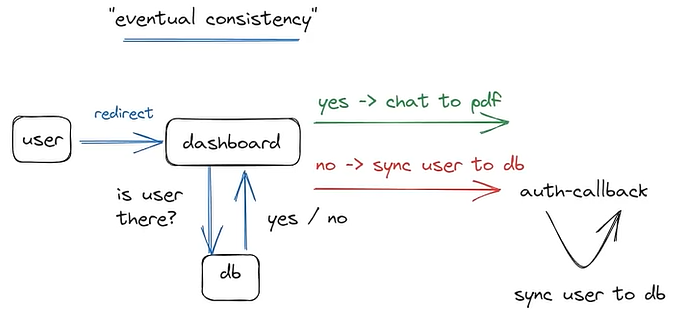 "eventual consistency"
redirect
user
dashboard
yes -> chat to pdf
no -> sync user to db
is user
there?
yes / no
auth-callback
db
sync user to db